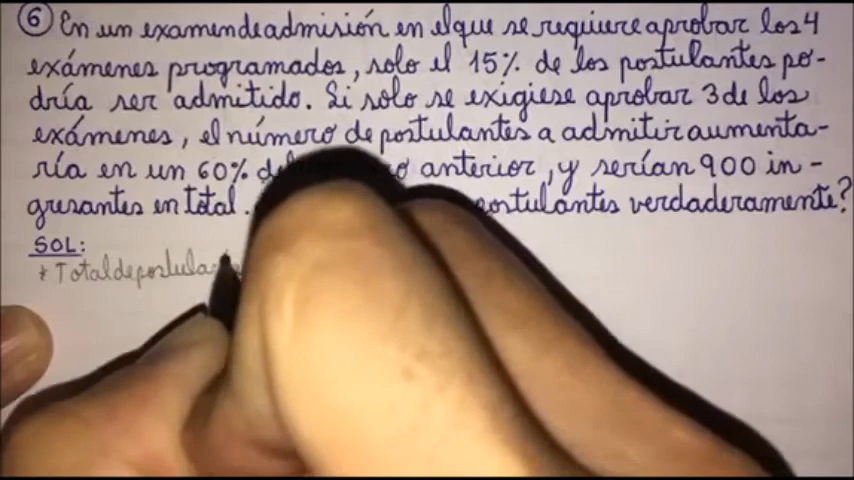 6 En un examen de admisión en el que se requiere aprobar los 4
exámenes programados, solo el 15% de los postulantes po-
dría ser admitido. Si solo se exigiese aprobar 3 de los
exámenes, el número de postulantes a admitir aumenta-
ría en un 60% anterior, y serían 900 in-
gresantes en total. postulantes verdaderamente?
SOL:
* Total de postula